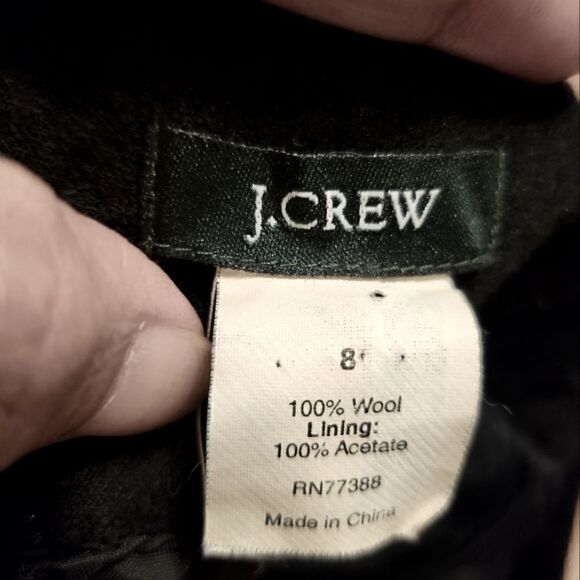 J.CREW
8
100% Wool
Lining:
100% Acetate
RN77388
Made in China